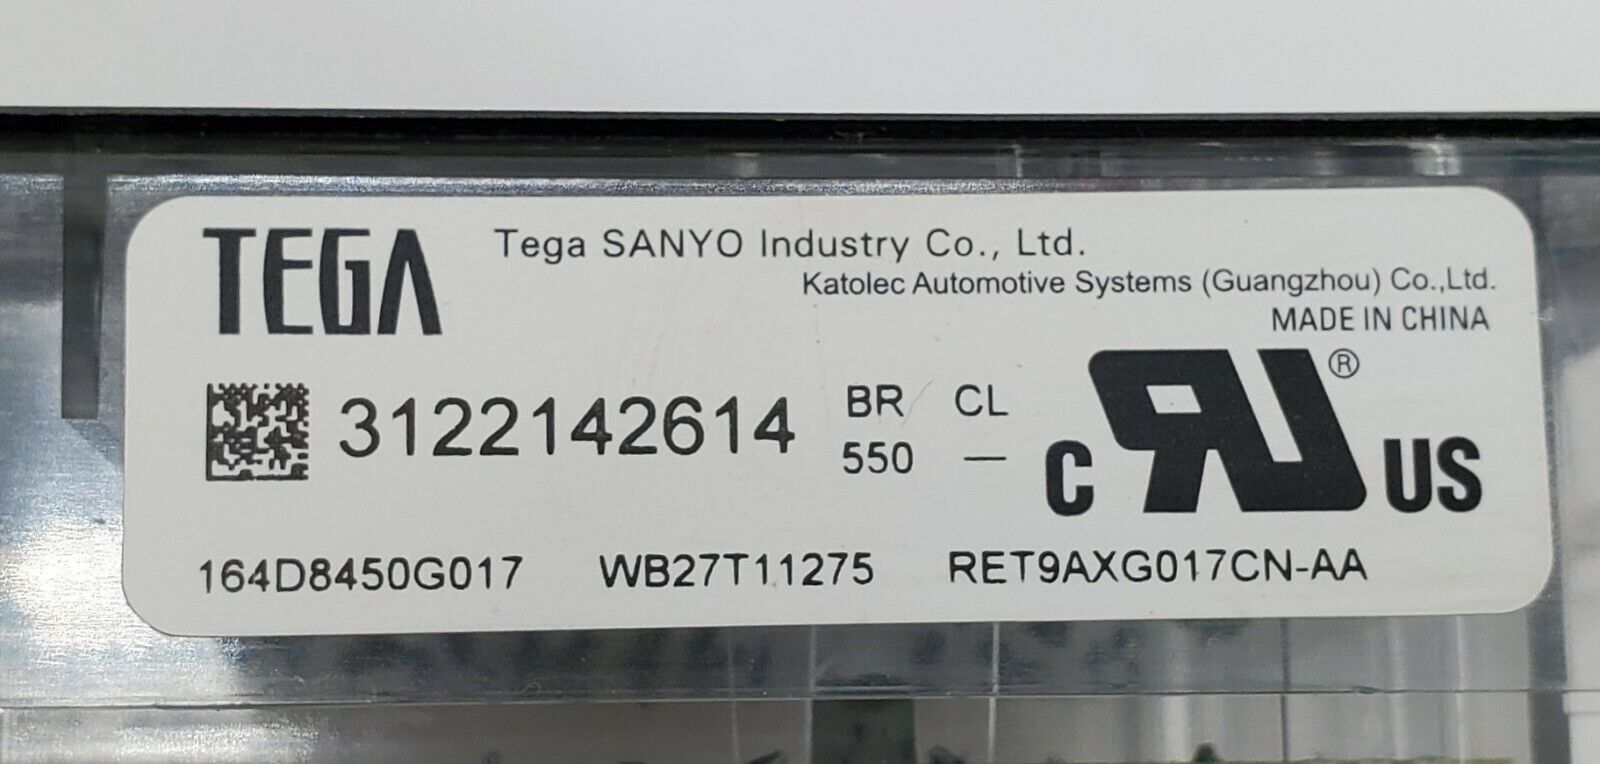 TEGA
Tega SANYO Industry Co., Ltd.
Katolec Automotive Systems (Guangzhou) Co.,Ltd.
MADE IN CHINA
3122142614
BR CL
550 —
C RU ® US
164D8450G017 WB27T11275 RET9AXG017CN-AA